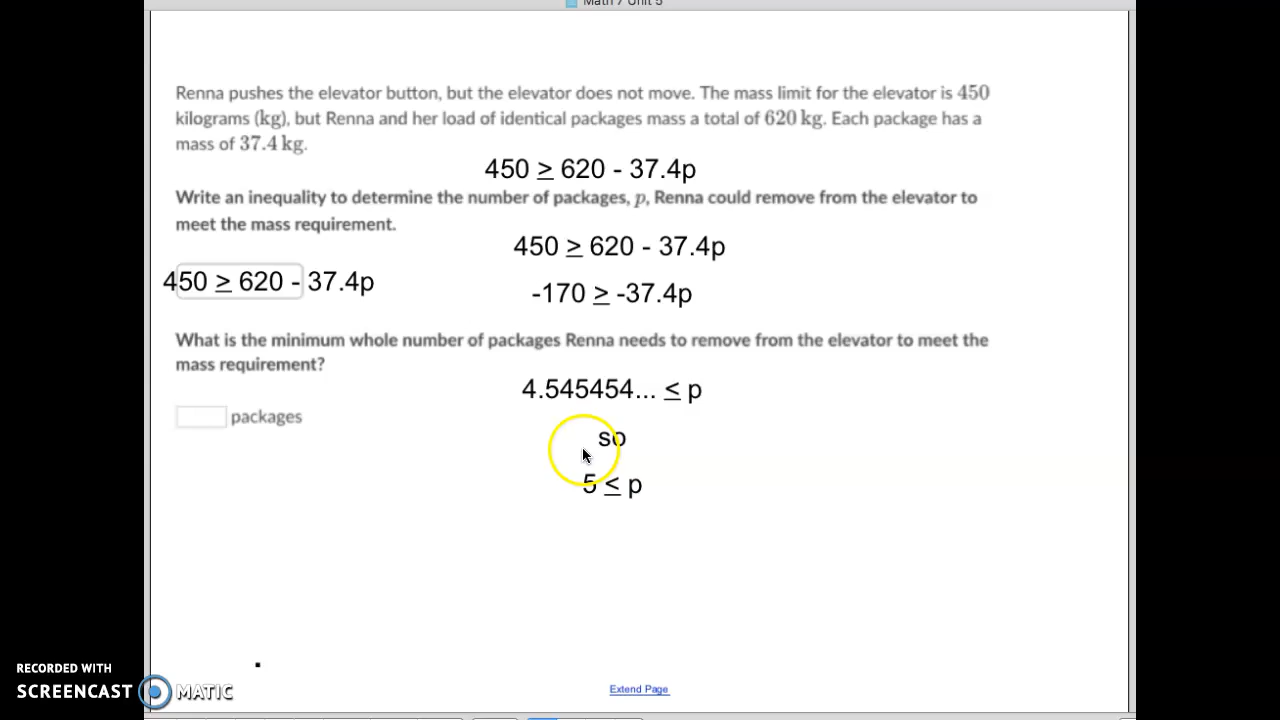 Math 7 Unit 5
Renna pushes the elevator button, but the elevator does not move. The mass limit for the elevator is 450
kilograms (kg), but Renna and her load of identical packages mass a total of 620 kg. Each package has a
mass of 37.4 kg.
450 ≥ 620 - 37.4p
Write an inequality to determine the number of packages, p, Renna could remove from the elevator to
meet the mass requirement.
450 ≥ 620 - 37.4p
450 ≥ 620 - 37.4p
-170 ≥ -37.4p
What is the minimum whole number of packages Renna needs to remove from the elevator to meet the
mass requirement?
4.545454... ≤ p
packages
so
5 ≤ p
.
RECORDED WITH
SCREENCAST MATIC
Extend Page